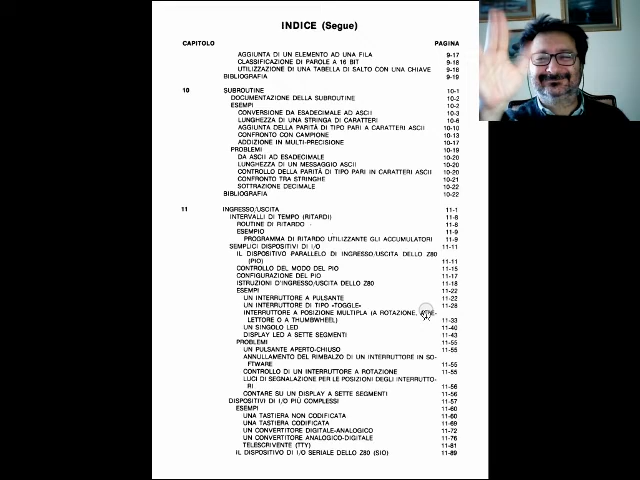 INDICE (Segue)
CAPITOLO PAGINA
AGGIUNTA DI UN ELEMENTO AD UNA FILA 9-17
CLASSIFICAZIONE DI PAROLE A 16 BIT 9-18
UTILIZZAZIONE DI UNA TABELLA DI SALTO CON UNA CHIAVE 9-18
BIBLIOGRAFIA 9-19
10 SUBROUTINE 10-1
DOCUMENTAZIONE DELLA SUBROUTINE 10-2
ESEMPI 10-2
CONVERSIONE DA ESADECIMALE AD ASCII 10-3
LUNGHEZZA DI UNA STRINGA DI CARATTERI 10-6
AGGIUNTA DELLA PARITÀ DI TIPO PARI A CARATTERI ASCII 10-10
CONFRONTO CON CAMPIONE 10-13
ADDIZIONE IN MULTI-PRECISIONE 10-17
PROBLEMI 10-19
DA ASCII AD ESADECIMALE 10-20
LUNGHEZZA DI UN MESSAGGIO ASCII 10-20
CONTROLLO DELLA PARITÀ DI TIPO PARI IN CARATTERI ASCII 10-20
CONFRONTO TRA STRINGHE 10-21
SOTTRAZIONE DECIMALE 10-22
BIBLIOGRAFIA 10-22
11 INGRESSO/USCITA 11-1
INTERVALLI DI TEMPO (RITARDI) 11-8
ROUTINE DI RITARDO 11-8
ESEMPIO 11-9
PROGRAMMA DI RITARDO UTILIZZANTE GLI ACCUMULATORI 11-9
SEMPLICI DISPOSITIVI DI I/O 11-11
IL DISPOSITIVO PARALLELO DI INGRESSO/USCITA DELLO Z80
(PIO) 11-11
CONTROLLO DEL MODO DEL PIO 11-15
CONFIGURAZIONE DEL PIO 11-17
ISTRUZIONI D'INGRESSO/USCITA DELLO Z80 11-18
ESEMPI 11-22
UN INTERRUTTORE A PULSANTE 11-22
UN INTERRUTTORE DI TIPO «TOGGLE» 11-28
INTERRUTTORE A POSIZIONE MULTIPLA (A ROTAZIONE,
LETTORE O A THUMBWHEEL) 11-33
UN SINGOLO LED 11-40
DISPLAY LED A SETTE SEGMENTI 11-43
PROBLEMI 11-55
UN PULSANTE APERTO-CHIUSO 11-55
ANNULLAMENTO DEL RIMBALZO DI UN INTERRUTTORE IN SO-
FTWARE 11-55
CONTROLLO DI UN INTERRUTTORE A ROTAZIONE 11-55
LUCI DI SEGNALAZIONE PER LE POSIZIONI DEGLI INTERRUTTO-
RI 11-56
CONTARE SU UN DISPLAY A SETTE SEGMENTI 11-56
DISPOSITIVI DI I/O PIÙ COMPLESSI 11-57
ESEMPI 11-60
UNA TASTIERA NON CODIFICATA 11-60
UNA TASTIERA CODIFICATA 11-69
UN CONVERTITORE DIGITALE-ANALOGICO 11-72
UN CONVERTITORE ANALOGICO-DIGITALE 11-76
TELESCRIVENTE (TTY) 11-81
IL DISPOSITIVO DI I/O SERIALE DELLO Z80 (SIO) 11-89